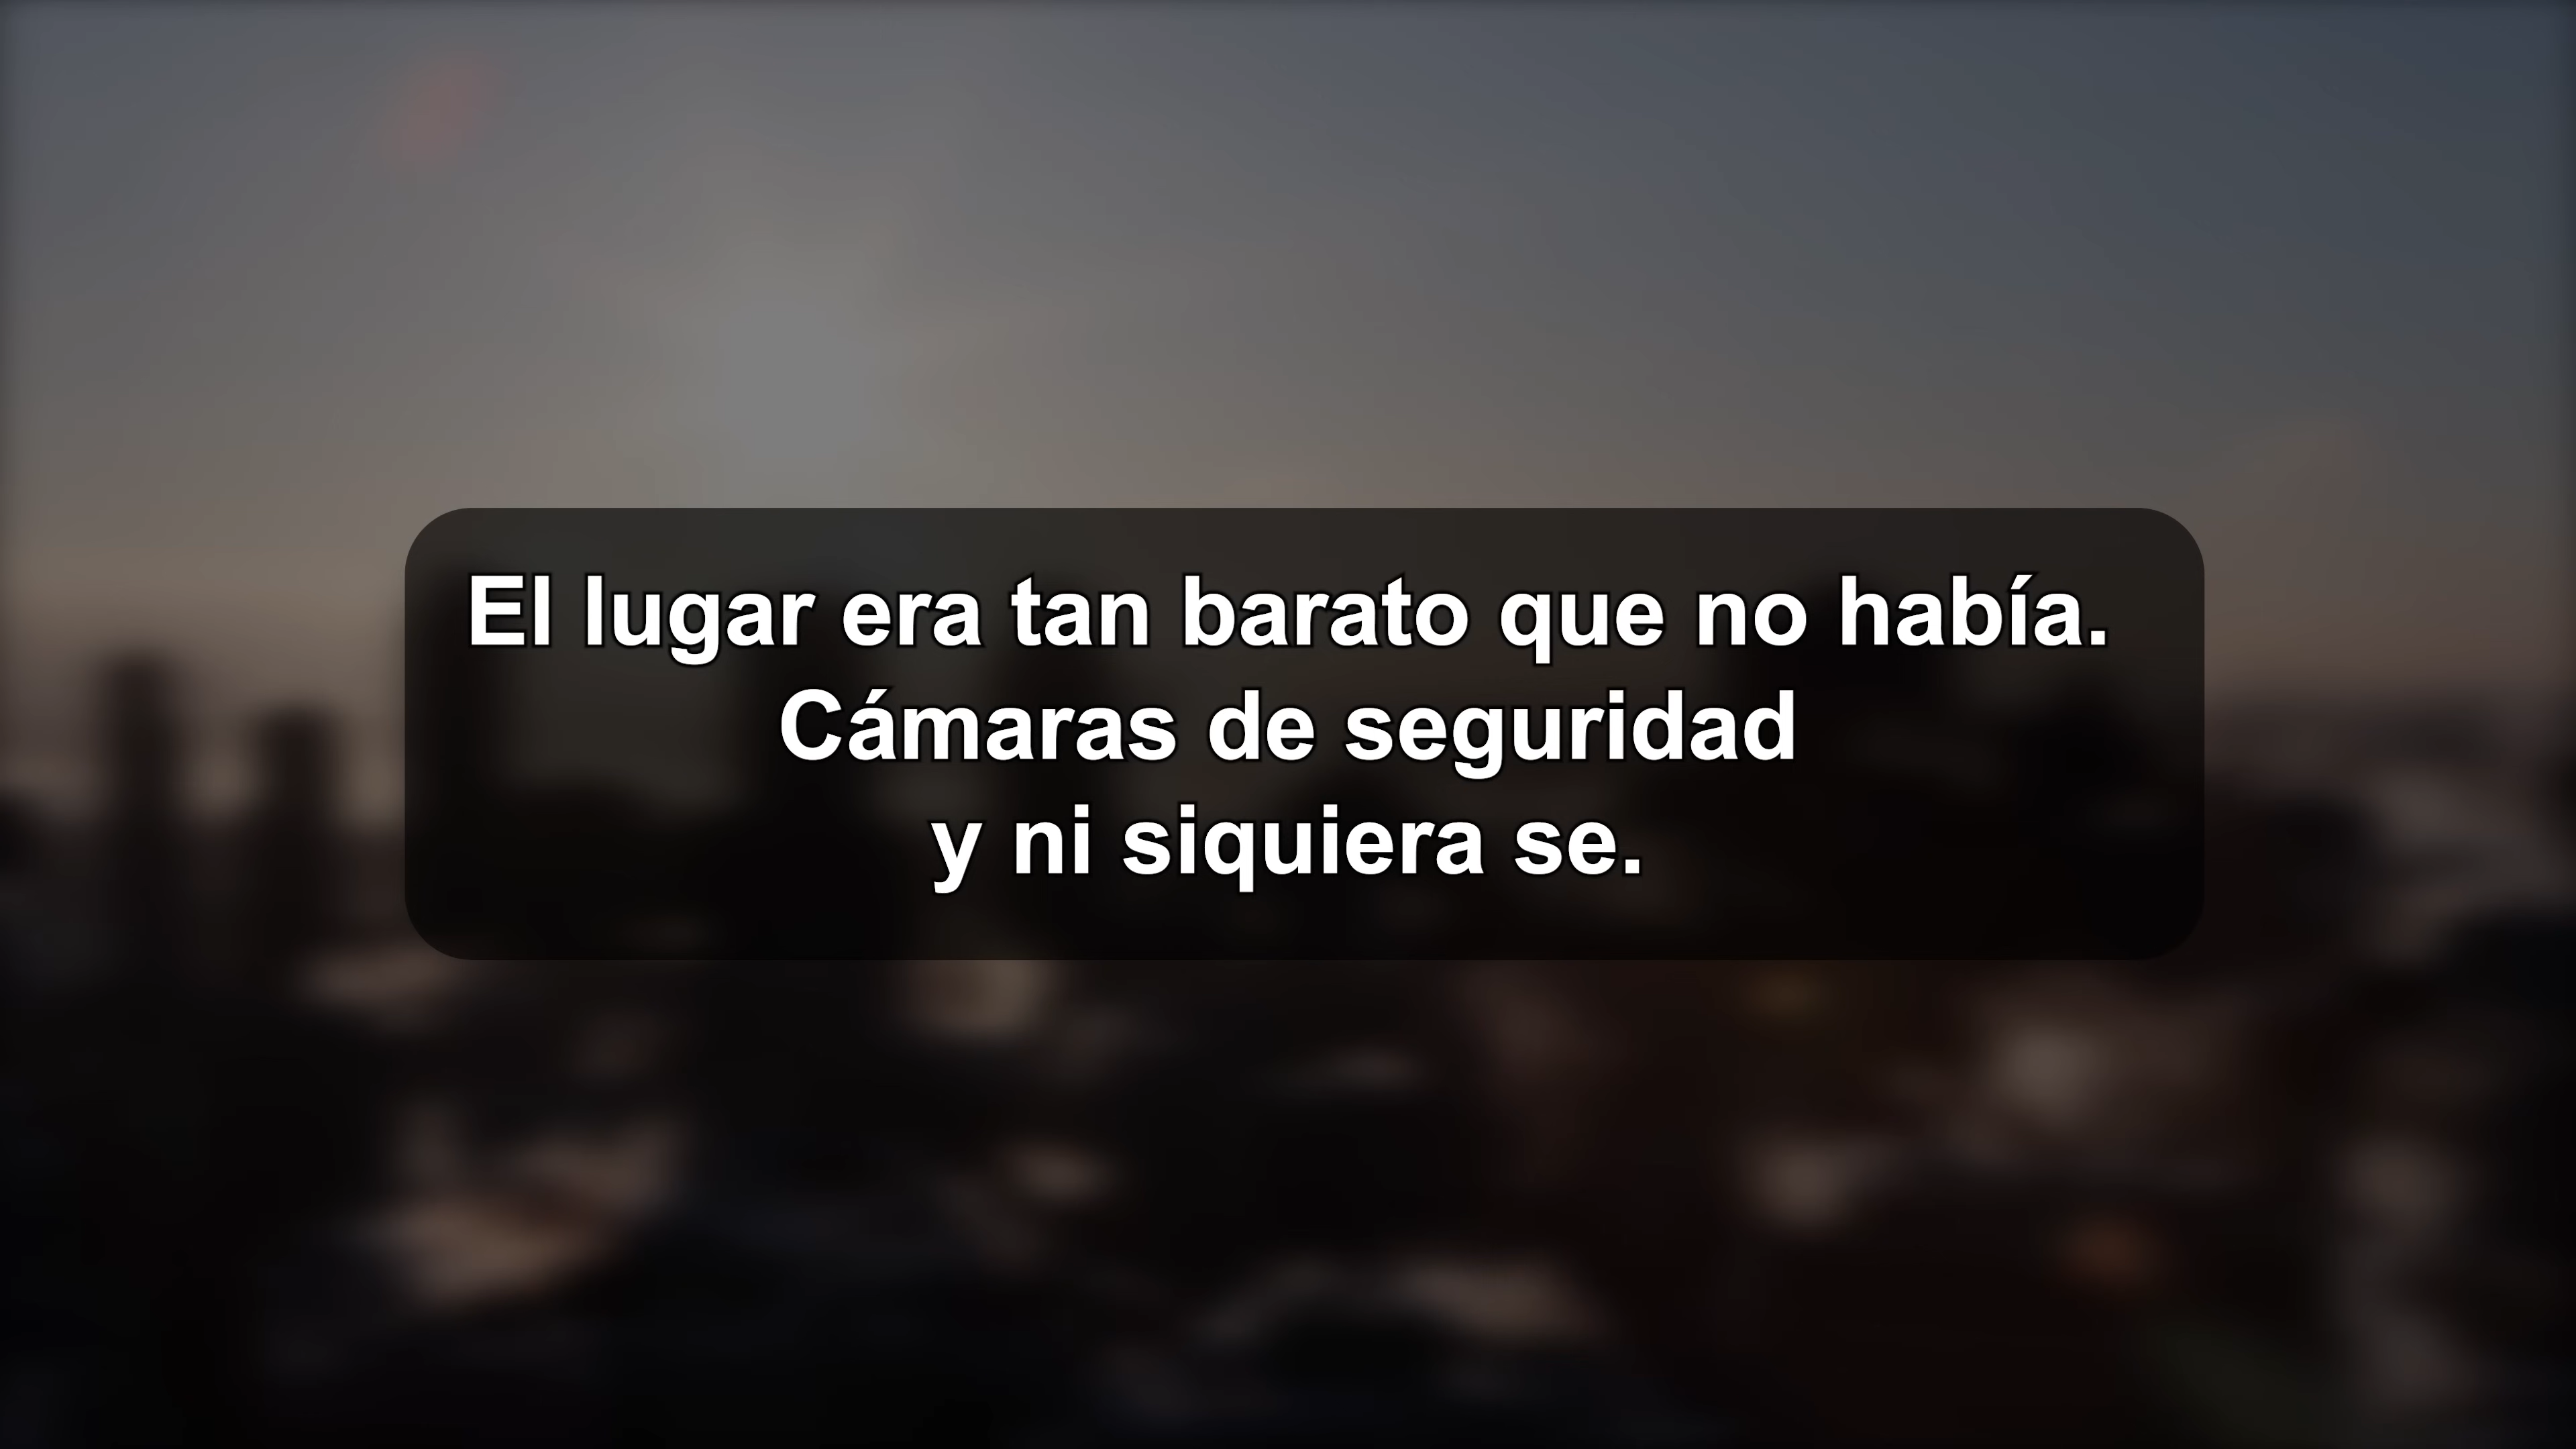 El lugar era tan barato que no había.
Cámaras de seguridad
y ni siquiera se.